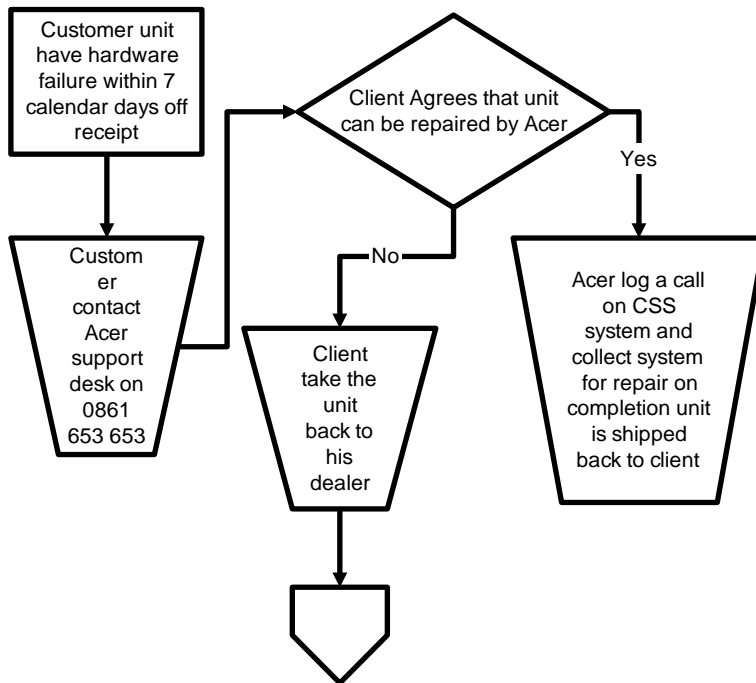 Customer unit
have hardware
failure within 7
calendar days off
receipt
Custom
er
contact
Acer
support
desk on
0861
653 653
Client Agrees that unit
can be repaired by Acer
No
Client
take the
unit
back to
his
dealer
Yes
Acer log a call
on CSS
system and
collect system
for repair on
completion unit
is shipped
back to client